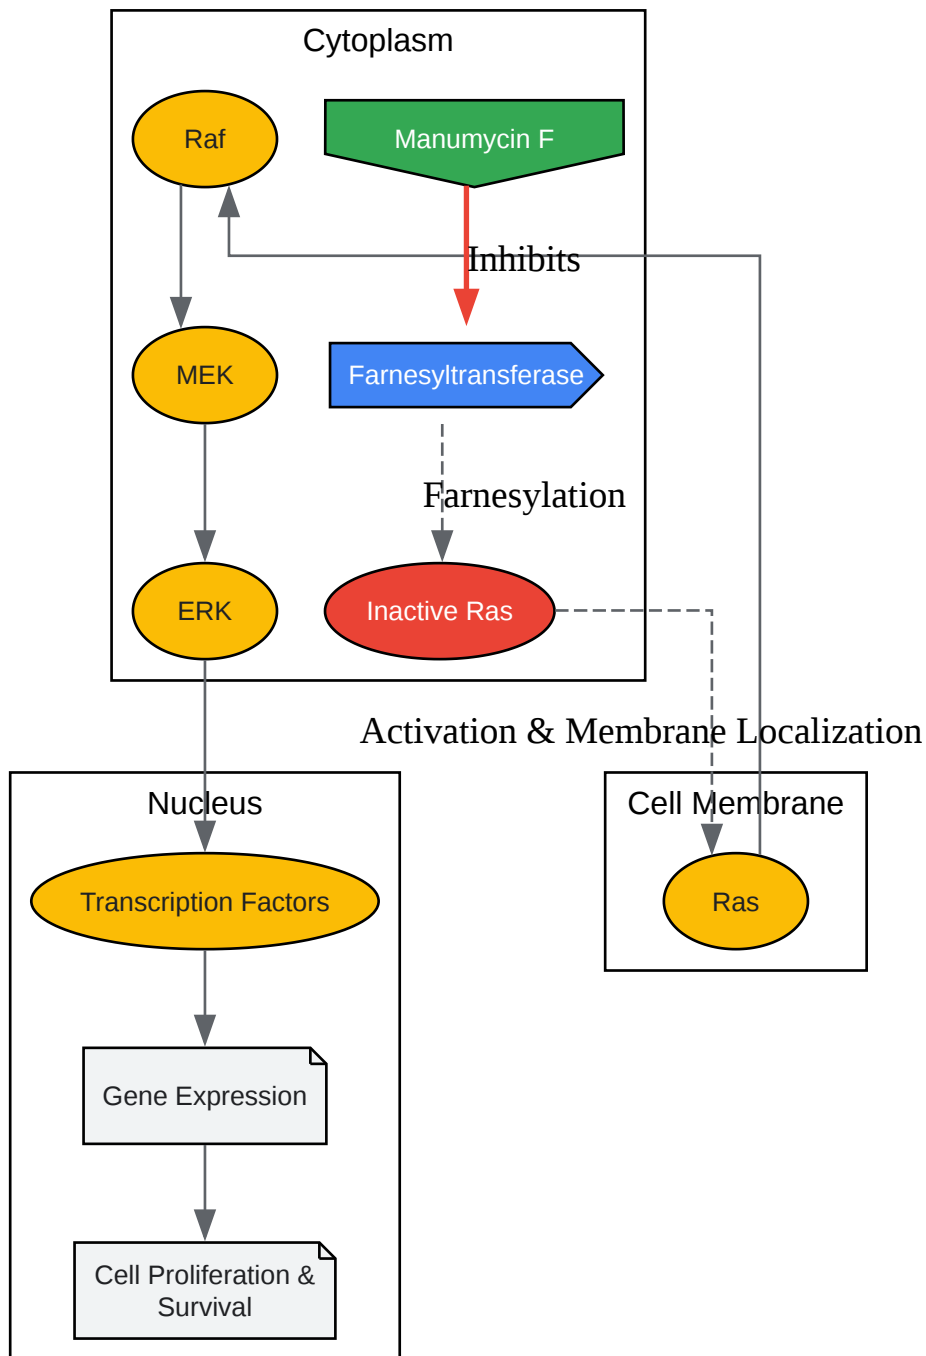 Cytoplasm
Raf
Manumycin F
Inhibits
MEK
Farnesyltransferase
Farnesylation
ERK
Inactive Ras
Activation & Membrane Localization
Nucleus
Cell Membrane
Transcription Factors
Ras
Gene Expression
Cell Proliferation &
Survival